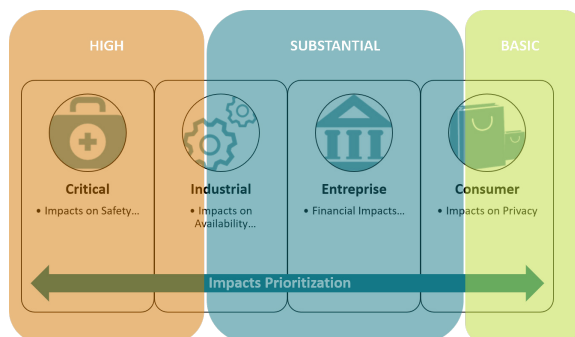 HIGH
SUBSTANTIAL
BASIC
Critical
Industrial
Entreprise
Consumer
• Impacts on Safety...
• Impacts on
Availability...
• Financial Impacts...
• Impacts on Privacy
Impacts Prioritization